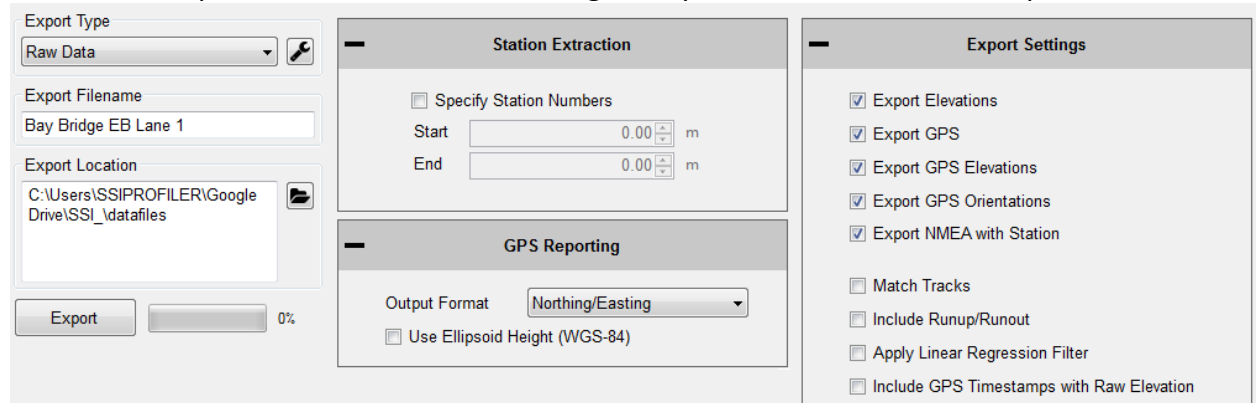 Export Type
Raw Data
Export Filename
Bay Bridge EB Lane 1
Export Location
C:\Users\SSIPROFILER\Google
Drive\SSI_\datafiles
Export
0%
Station Extraction
Specify Station Numbers
Start 0.00 m
End 0.00 m
GPS Reporting
Output Format Northing/Easting
Use Ellipsoid Height (WGS-84)
Export Settings
Export Elevations
Export GPS
Export GPS Elevations
Export GPS Orientations
Export NMEA with Station
Match Tracks
Include Runup/Runout
Apply Linear Regression Filter
Include GPS Timestamps with Raw Elevation